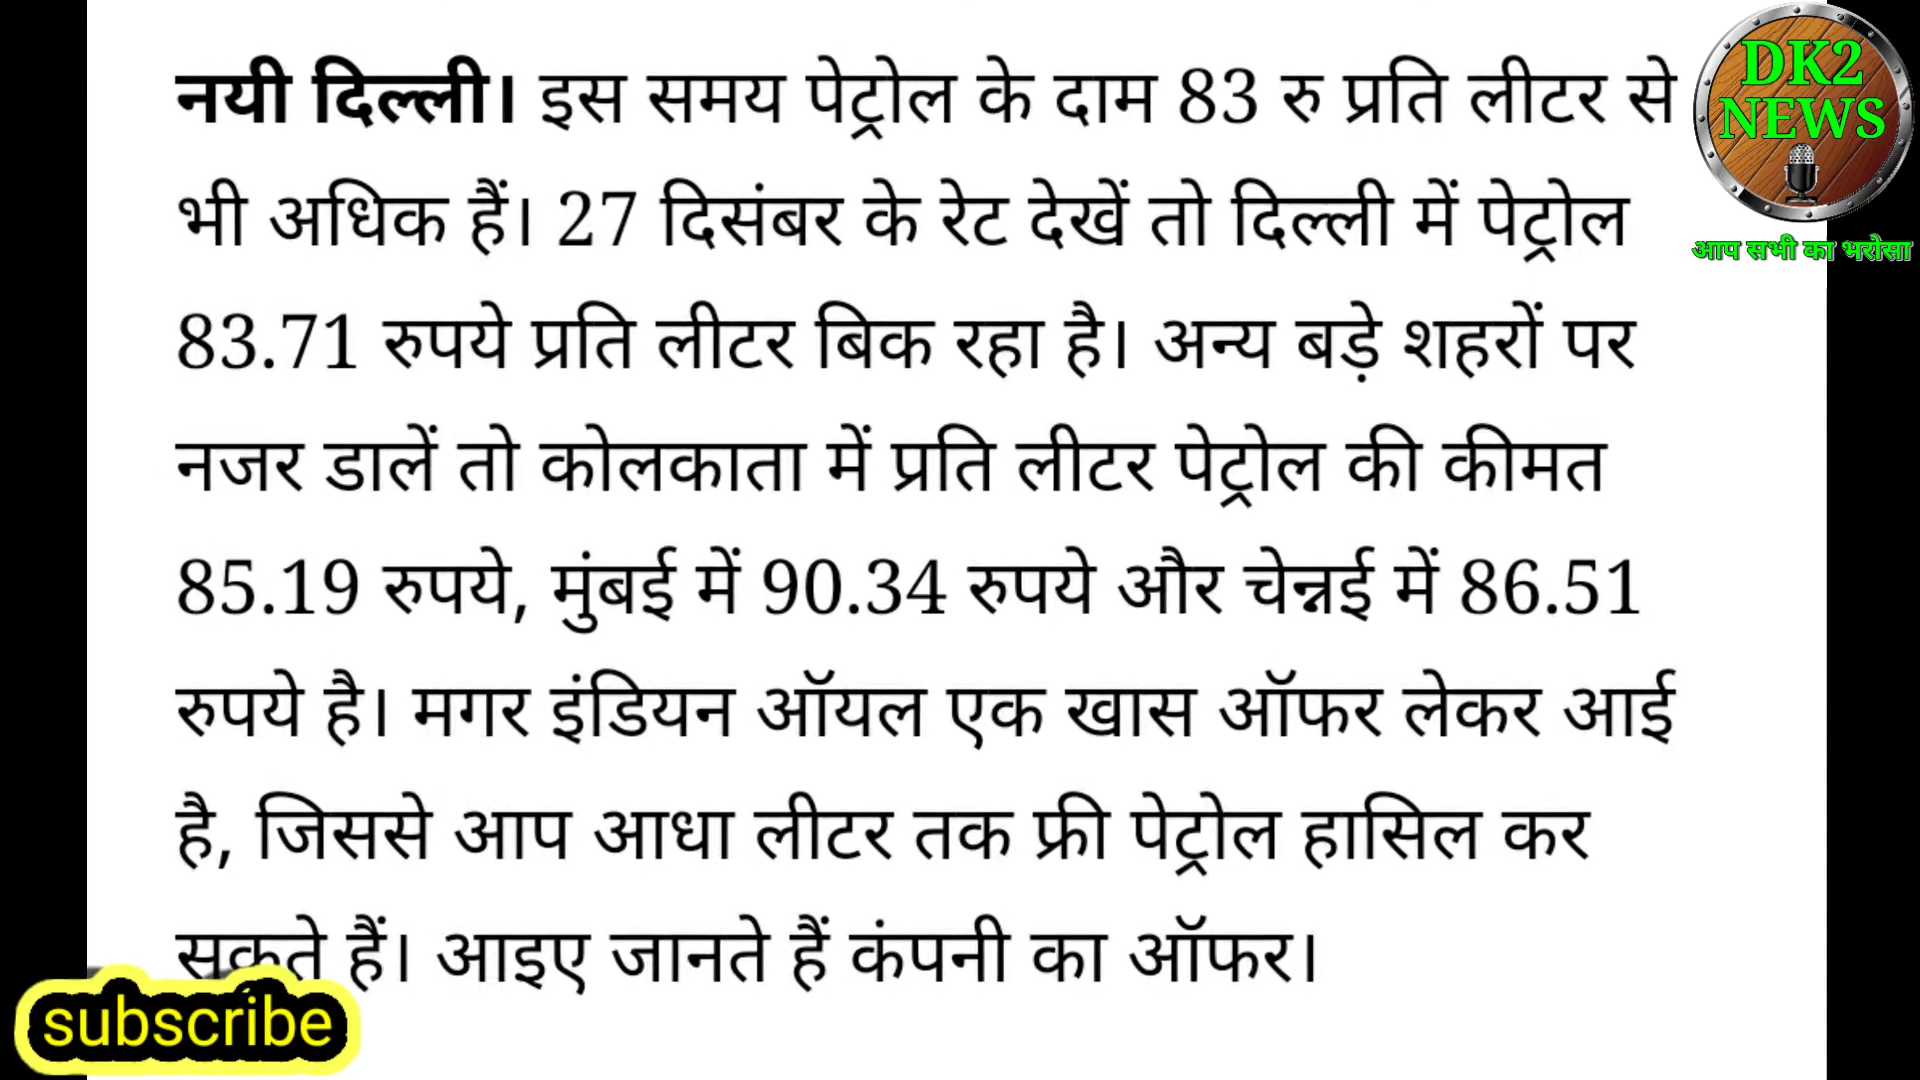 नयी दिल्ली। इस समय पेट्रोल के दाम 83 रु प्रति लीटर से
भी अधिक हैं। 27 दिसंबर के रेट देखें तो दिल्ली में पेट्रोल
83.71 रुपये प्रति लीटर बिक रहा है। अन्य बड़े शहरों पर
नजर डालें तो कोलकाता में प्रति लीटर पेट्रोल की कीमत
85.19 रुपये, मुंबई में 90.34 रुपये और चेन्नई में 86.51
रुपये है। मगर इंडियन ऑयल एक खास ऑफर लेकर आई
है, जिससे आप आधा लीटर तक फ्री पेट्रोल हासिल कर
सकते हैं। आइए जानते हैं कंपनी का ऑफर।
DK2
NEWS
आप सभी का भरोसा
subscribe